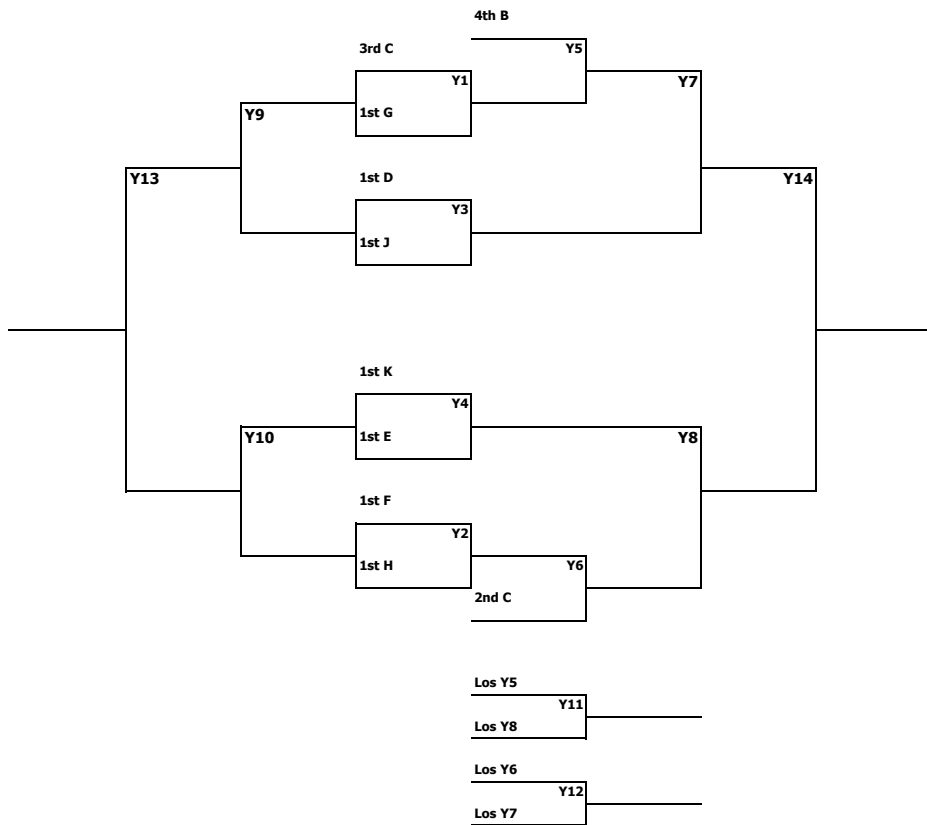 4th B
3rd C
Y5
Y1
Y7
Y9
1st G
1st D
Y13
Y14
Y3
1st J
1st K
Y4
Y10
1st E
Y8
1st F
Y2
1st H
Y6
2nd C
Los Y5
Y11
Los Y8
Los Y6
Y12
Los Y7